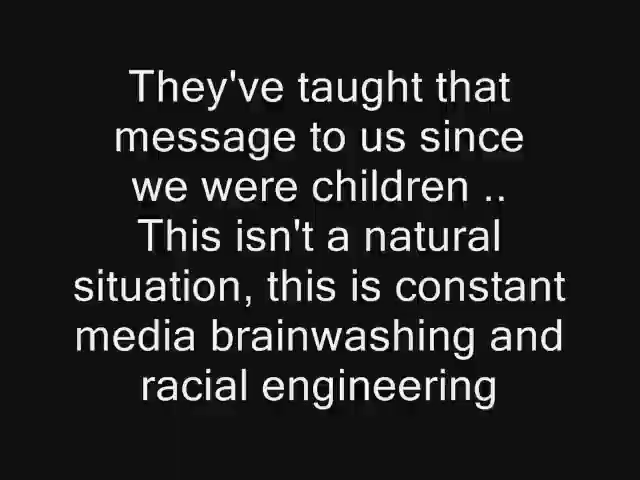 They've taught that
message to us since
we were children ..
This isn't a natural
situation, this is constant
media brainwashing and
racial engineering